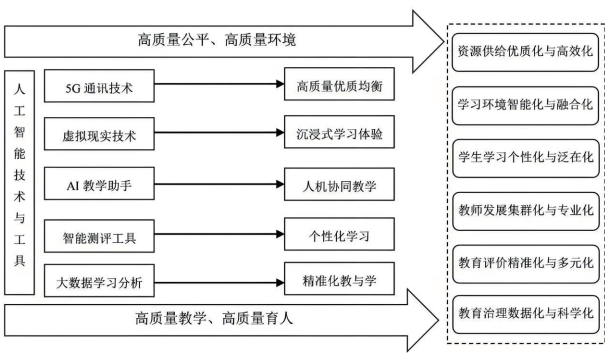 高质量公平、高质量环境
人工智能技术与工具
5G 通讯技术
高质量优质均衡
虚拟现实技术
沉浸式学习体验
AI 教学助手
人机协同教学
智能测评工具
个性化学习
大数据学习分析
精准化教与学
高质量教学、高质量育人
资源供给优质化与高效化
学习环境智能化与融合化
学生学习个性化与泛在化
教师发展集群化与专业化
教育评价精准化与多元化
教育治理数据化与科学化